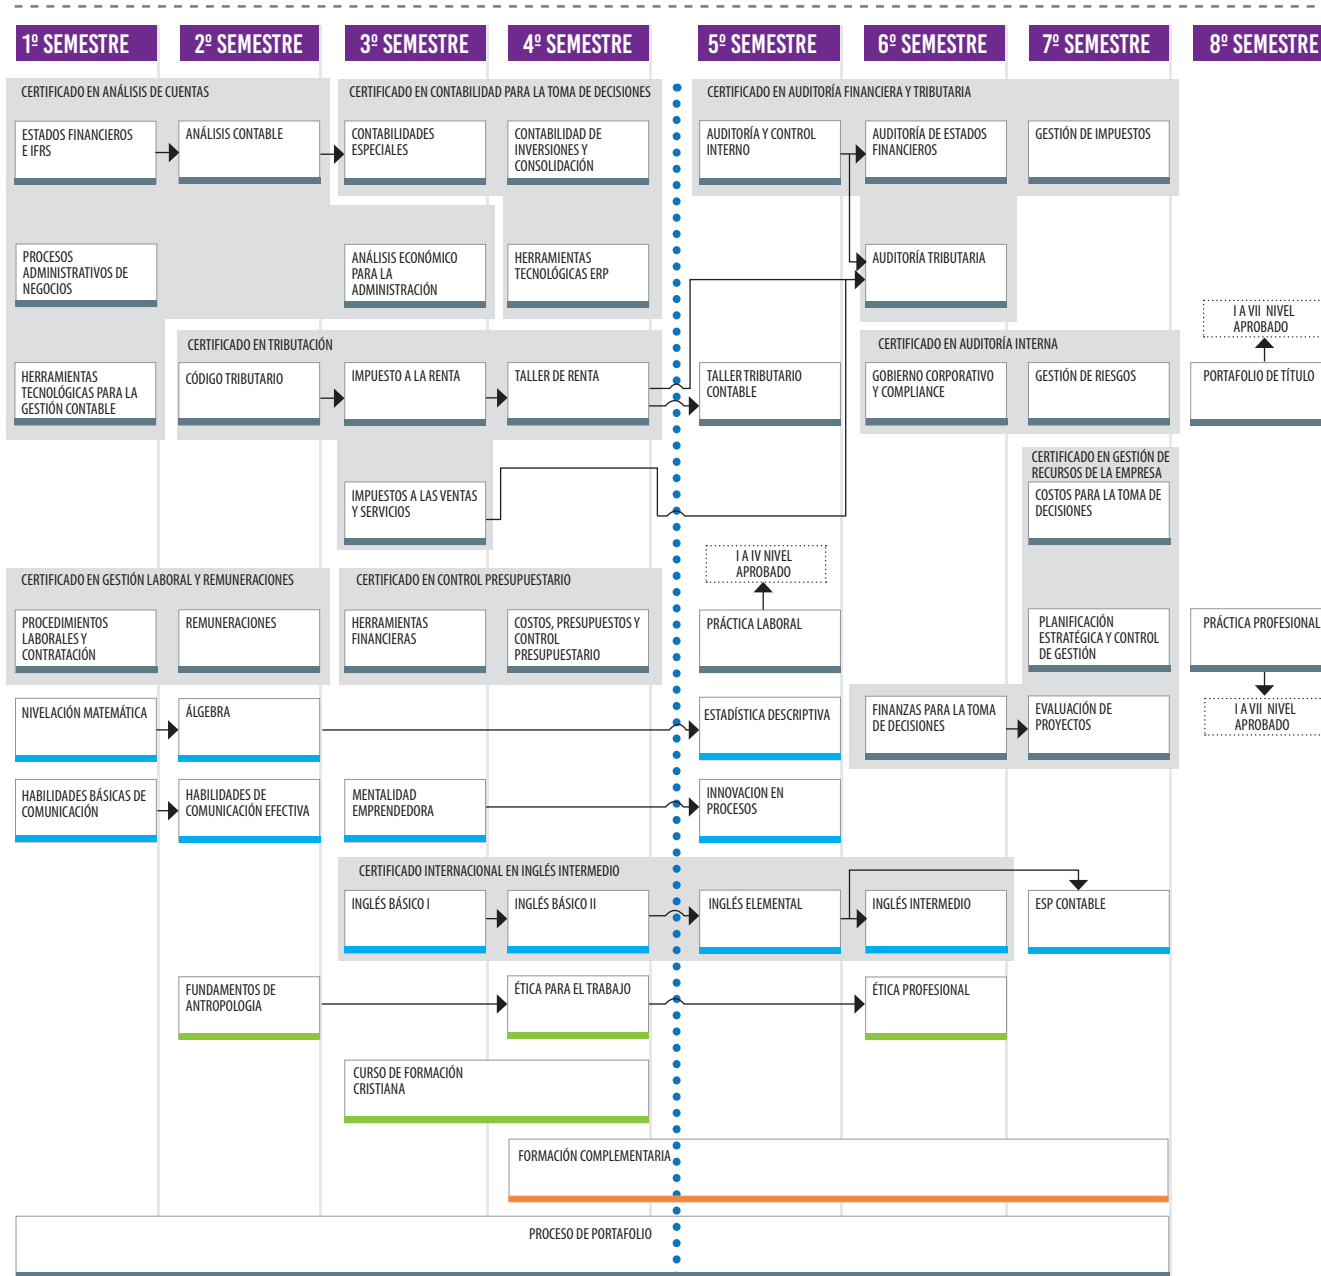 1º SEMESTRE
2º SEMESTRE
3º SEMESTRE
4º SEMESTRE
5º SEMESTRE
6º SEMESTRE
7º SEMESTRE
8º SEMESTRE
CERTIFICADO EN ANÁLISIS DE CUENTAS
CERTIFICADO EN CONTABILIDAD PARA LA TOMA DE DECISIONES
CERTIFICADO EN AUDITORÍA FINANCIERA Y TRIBUTARIA
ESTADOS FINANCIEROS
E IFRS
ANÁLISIS CONTABLE
CONTABILIDADES
ESPECIALES
CONTABILIDAD DE
INVERSIONES Y
CONSOLIDACIÓN
AUDITORÍA Y CONTROL
INTERNO
AUDITORÍA DE ESTADOS
FINANCIEROS
GESTIÓN DE IMPUESTOS
PROCESOS
ADMINISTRATIVOS DE
NEGOCIOS
ANÁLISIS ECONÓMICO
PARA LA
ADMINISTRACIÓN
HERRAMIENTAS
TECNOLÓGICAS ERP
AUDITORÍA TRIBUTARIA
I A VII NIVEL
APROBADO
CERTIFICADO EN TRIBUTACIÓN
CERTIFICADO EN AUDITORÍA INTERNA
HERRAMIENTAS
TECNOLÓGICAS PARA LA
GESTIÓN CONTABLE
CÓDIGO TRIBUTARIO
IMPUESTO A LA RENTA
TALLER DE RENTA
TALLER TRIBUTARIO
CONTABLE
GOBIERNO CORPORATIVO
Y COMPLIANCE
GESTIÓN DE RIESGOS
PORTAFOLIO DE TÍTULO
CERTIFICADO EN GESTIÓN DE
RECURSOS DE LA EMPRESA
IMPUESTOS A LAS VENTAS
Y SERVICIOS
COSTOS PARA LA TOMA DE
DECISIONES
I A IV NIVEL
APROBADO
CERTIFICADO EN GESTIÓN LABORAL Y REMUNERACIONES
CERTIFICADO EN CONTROL PRESUPUESTARIO
PROCEDIMIENTOS
LABORALES Y
CONTRATACIÓN
REMUNERACIONES
HERRAMIENTAS
FINANCIERAS
COSTOS, PRESUPUESTOS Y
CONTROL
PRESUPUESTARIO
PRÁCTICA LABORAL
PLANIFICACIÓN
ESTRATÉGICA Y CONTROL
DE GESTIÓN
PRÁCTICA PROFESIONAL
NIVELACIÓN MATEMÁTICA
ÁLGEBRA
ESTADÍSTICA DESCRIPTIVA
FINANZAS PARA LA TOMA
DE DECISIONES
EVALUACIÓN DE
PROYECTOS
I A VII NIVEL
APROBADO
HABILIDADES BÁSICAS DE
COMUNICACIÓN
HABILIDADES DE
COMUNICACIÓN EFECTIVA
MENTALIDAD
EMPRENDEDORA
INNOVACION EN
PROCESOS
CERTIFICADO INTERNACIONAL EN INGLÉS INTERMEDIO
INGLÉS BÁSICO I
INGLÉS BÁSICO II
INGLÉS ELEMENTAL
INGLÉS INTERMEDIO
ESP CONTABLE
FUNDAMENTOS DE
ANTROPOLOGIA
ÉTICA PARA EL TRABAJO
ÉTICA PROFESIONAL
CURSO DE FORMACIÓN
CRISTIANA
FORMACIÓN COMPLEMENTARIA
PROCESO DE PORTAFOLIO